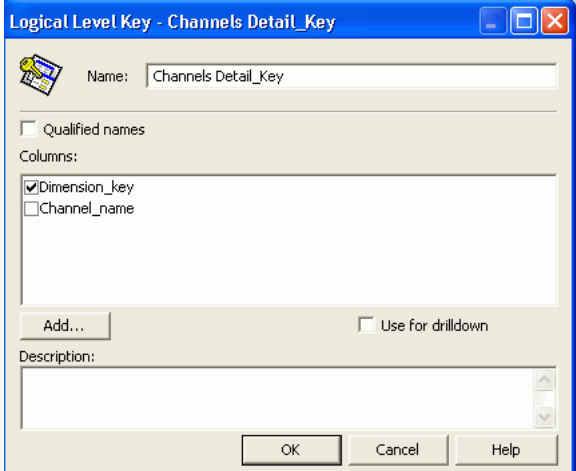 Logical Level Key - Channels Detail_Key
Name: Channels Detail_Key
Qualified names
Columns:
Dimension_key
Channel_name
Add... Use for drilldown
Description:
OK Cancel Help